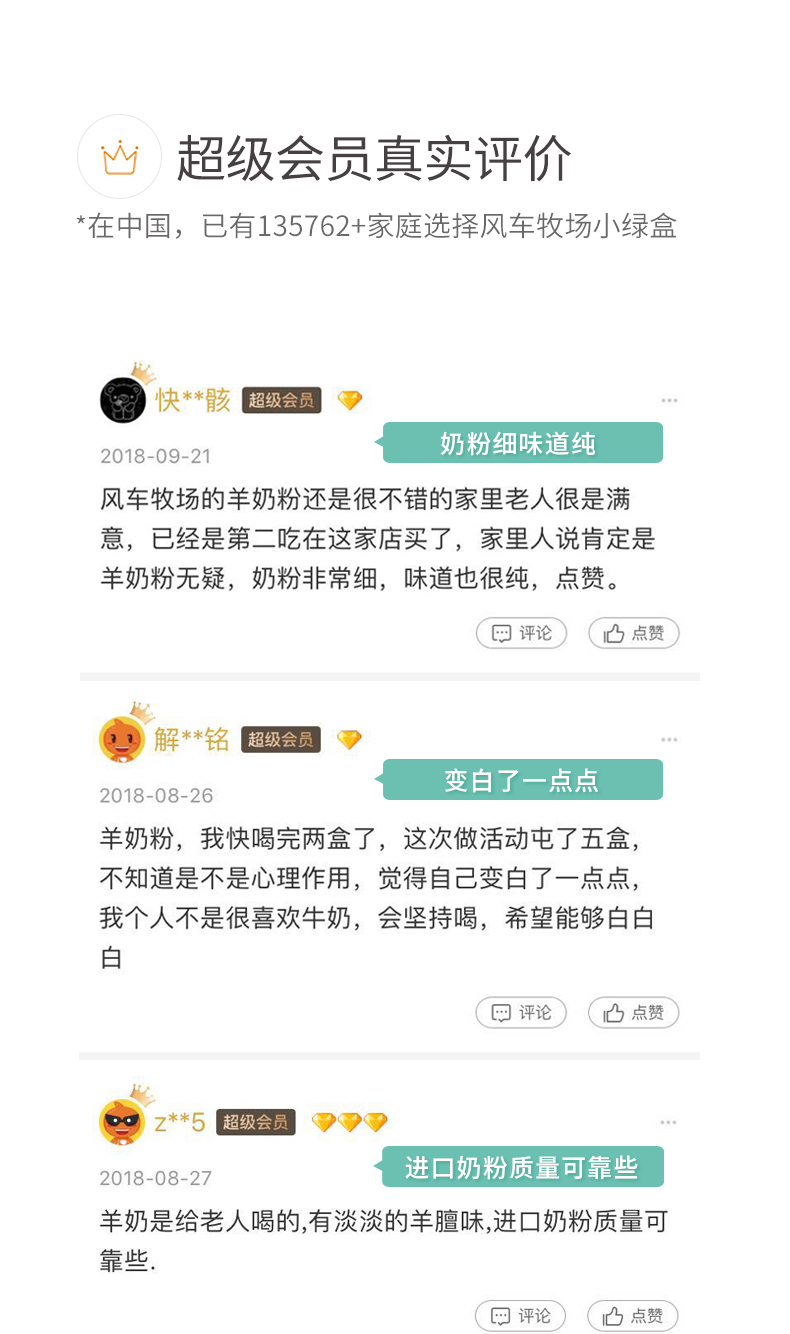 超级会员真实评价
*在中国，已有135762+家庭选择风车牧场小绿盒
快**骸 超级会员
奶粉细味道纯
2018-09-21
风车牧场的羊奶粉还是很不错的家里老人很是满
意，已经是第二吃在这家店买了，家里人说肯定是
羊奶粉无疑，奶粉非常细，味道也很纯，点赞。
评论 点赞
解**铭 超级会员
变白了一点点
2018-08-26
羊奶粉，我快喝完两盒了，这次做活动屯了五盒，
不知道是不是心理作用，觉得自己变白了一点点，
我个人不是很喜欢牛奶，会坚持喝，希望能够白白
白
评论 点赞
z**5 超级会员
进口奶粉质量可靠些
2018-08-27
羊奶是给老人喝的,有淡淡的羊膻味,进口奶粉质量可
靠些.
评论 点赞